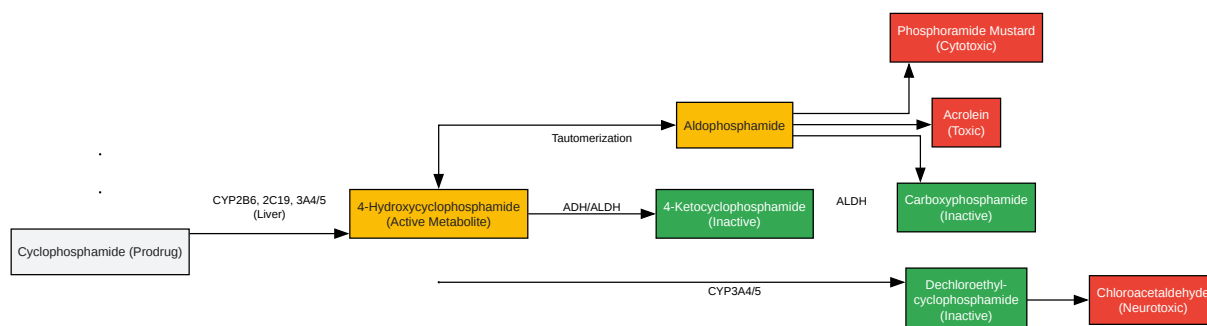 Phosphoramide Mustard
(Cytotoxic)
Acrolein
(Toxic)
Aldophosphamide
Tautomerization
CYP2B6, 2C19, 3A4/5
(Liver)
4-Hydroxycyclophosphamide
(Active Metabolite)
ADH/ALDH
4-Ketocyclophosphamide
(Inactive)
ALDH
Carboxyphosphamide
(Inactive)
Cyclophosphamide (Prodrug)
CYP3A4/5
Dechloroethyl-
cyclophosphamide
(Inactive)
Chloroacetaldehyde
(Neurotoxic)